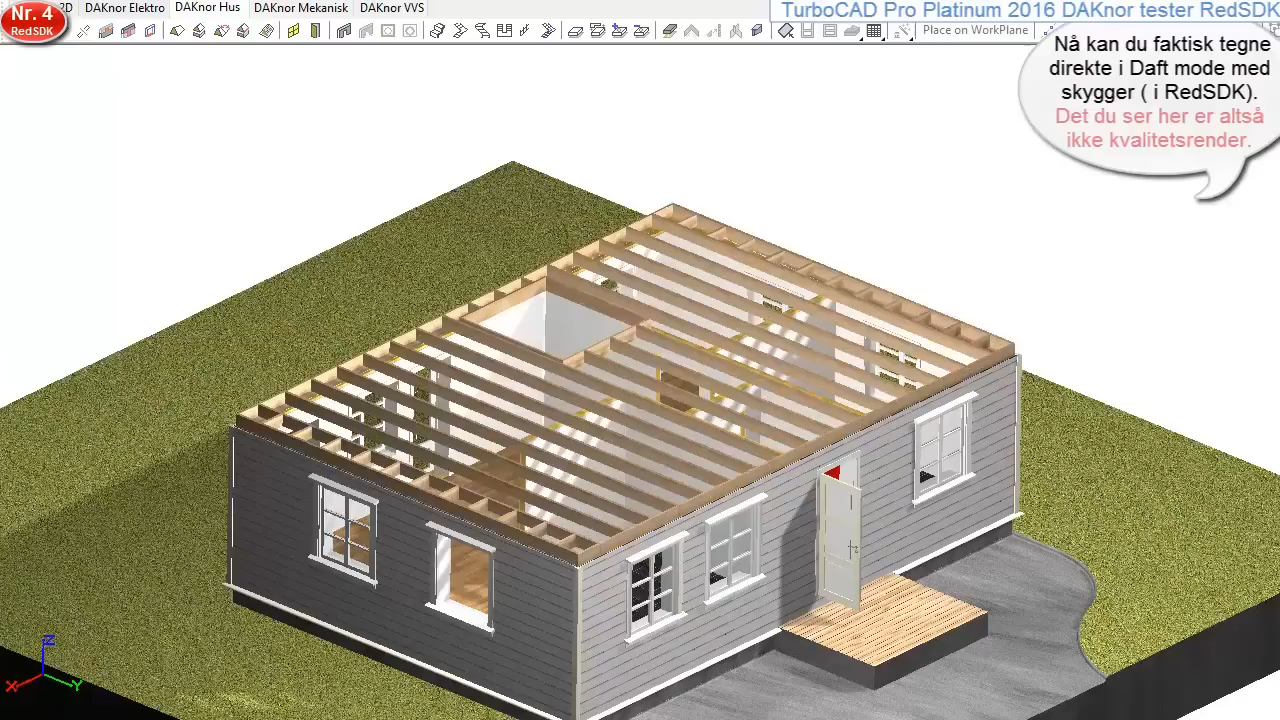 Nr. 4
RedSDK
DAKnor Elektro
DAKnor Hus
DAKnor Mekanisk
DAKnor VVS
TurboCAD Pro Platinum 2016 DAKnor tester RedSDK
Place on WorkPlane
Nå kan du faktisk tegne
direkte i Daft mode med
skygger ( i RedSDK).
Det du ser her er altså
ikke kvalitetsrender.
Z
X
Y